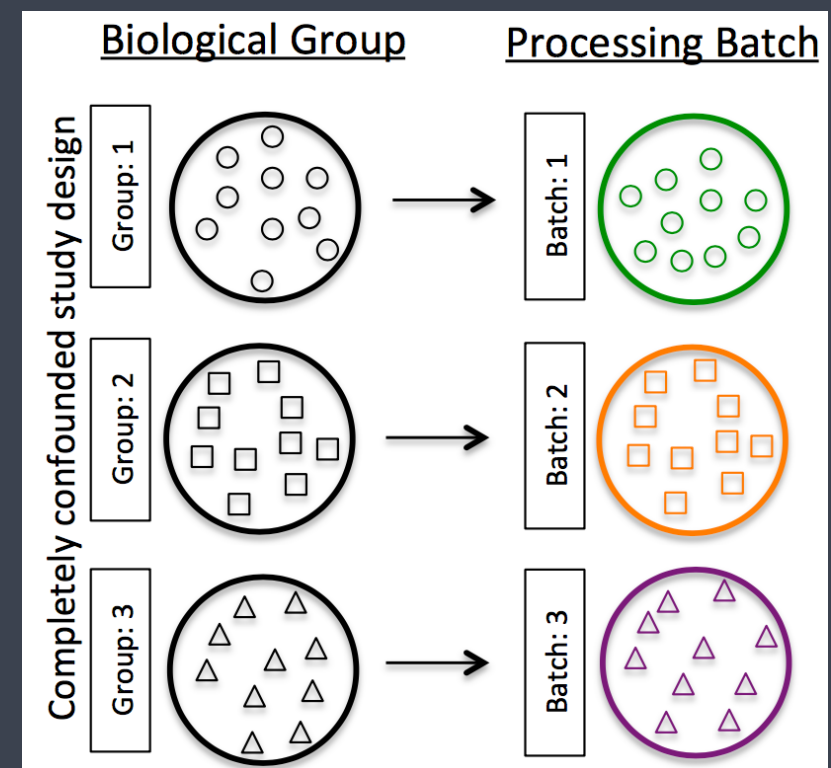 Biological Group
Processing Batch
Completely confounded study design
Group: 1
Batch: 1
Group: 2
Batch: 2
Group: 3
Batch: 3